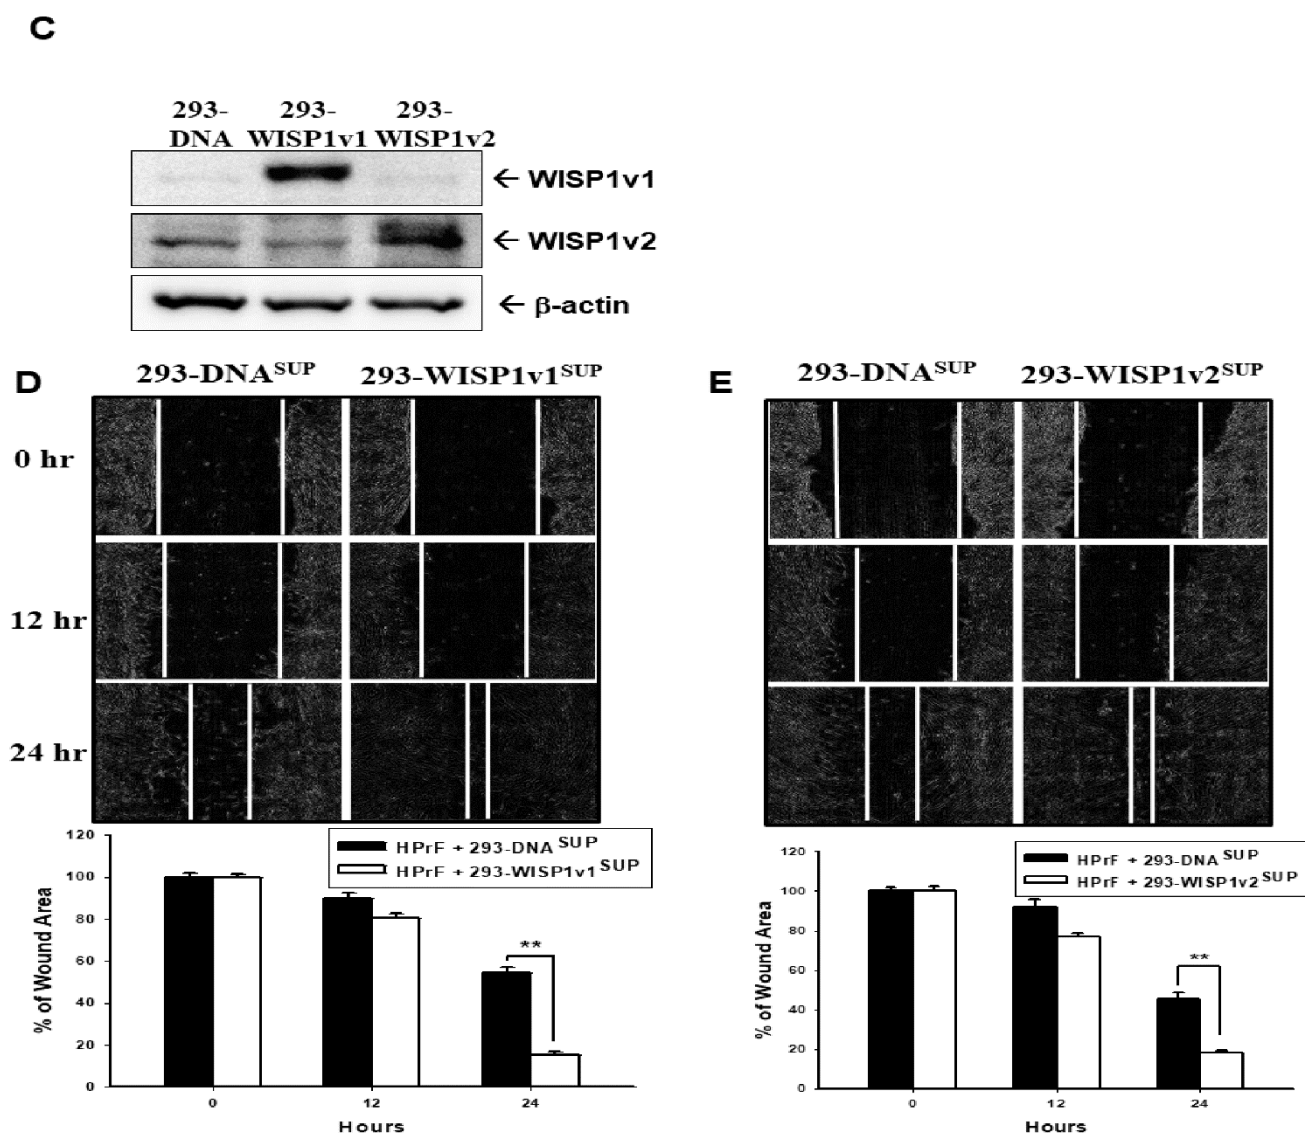 C
293- 293- 293-
DNA WISP1v1 WISP1v2
← WISP1v1
← WISP1v2
← β-actin
D
293-DNA^SUP 293-WISP1v1^SUP
0 hr
12 hr
24 hr
120
100
80
60
40
20
0
% of Wound Area
HPrF + 293-DNA^SUP
HPrF + 293-WISP1v1^SUP
**
0 12 24
Hours
E
293-DNA^SUP 293-WISP1v2^SUP
120
100
80
60
40
20
0
% of Wound Area
HPrF + 293-DNA^SUP
HPrF + 293-WISP1v2^SUP
**
0 12 24
Hours